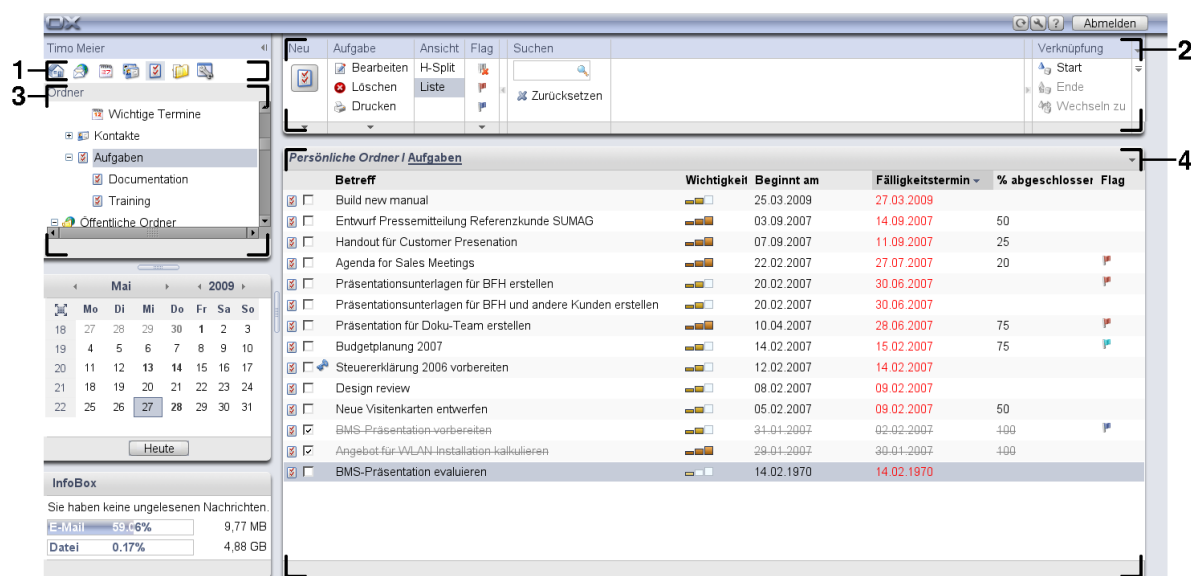 OX
Abmelden
Timo Meier
1
3
Ordner
Wichtige Termine
Kontakte
Aufgaben
Documentation
Training
Öffentliche Ordner
Neu Aufgabe Ansicht Flag Suchen Verknüpfung
2
Bearbeiten H-Split Start
Löschen Liste Zurücksetzen Ende
Drucken Wechseln zu
Persönliche Ordner / Aufgaben
4
Betreff Wichtigkeit Beginnt am Fälligkeitstermin % abgeschlosser Flag
Build new manual 25.03.2009 27.03.2009
Entwurf Pressemitteilung Referenzkunde SUMAG 03.09.2007 14.09.2007 50
Handout für Customer Presenation 07.09.2007 11.09.2007 25
Agenda for Sales Meetings 22.02.2007 27.07.2007 20
Präsentationsunterlagen für BFH erstellen 20.02.2007 30.06.2007
Präsentationsunterlagen für BFH und andere Kunden erstellen 20.02.2007 30.06.2007
Präsentation für Doku-Team erstellen 10.04.2007 28.06.2007 75
Budgetplanung 2007 14.02.2007 15.02.2007 75
Steuererklärung 2006 vorbereiten 12.02.2007 14.02.2007
Design review 08.02.2007 09.02.2007
Neue Visitenkarten entwerfen 05.02.2007 09.02.2007 50
BMS-Präsentation vorbereiten 31.01.2007 02.02.2007 100
Angebot für WLAN-Installation kalkulieren 29.01.2007 30.01.2007 100
BMS-Präsentation evaluieren 14.02.1970 14.02.1970
Mai 2009
Mo Di Mi Do Fr Sa So
18 27 28 29 30 1 2 3
19 4 5 6 7 8 9 10
20 11 12 13 14 15 16 17
21 18 19 20 21 22 23 24
22 25 26 27 28 29 30 31
Heute
InfoBox
Sie haben keine ungelesenen Nachrichten.
E-Mail 59.06% 9,77 MB
Datei 0.17% 4,88 GB